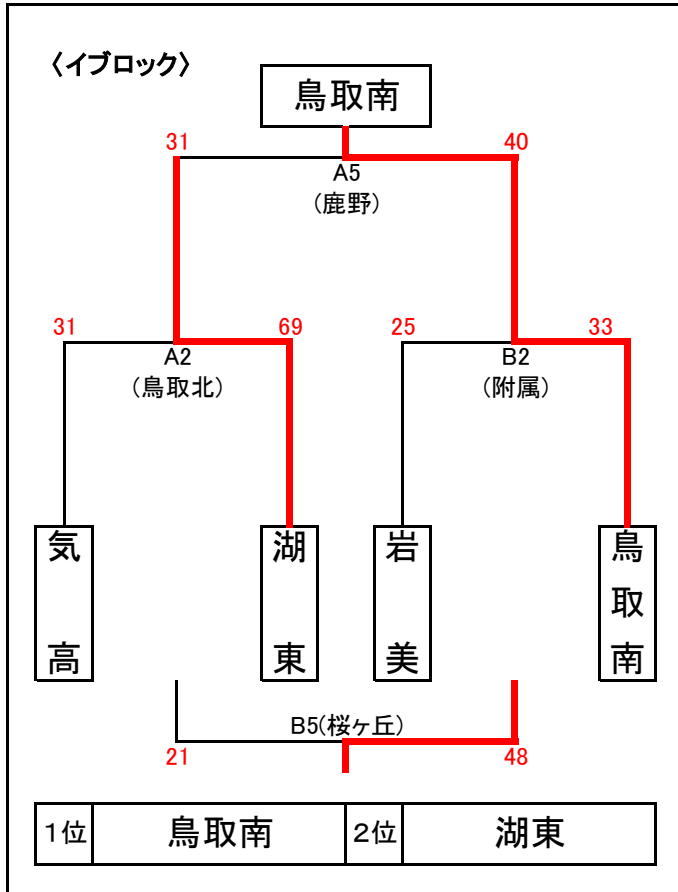 〈イブロック〉
鳥取南
31
40
A5
(鹿野)
31
69
25
33
A2
(鳥取北)
B2
(附属)
気高
湖東
岩美
鳥取南
B5(桜ヶ丘)
21
48
1位 鳥取南 2位 湖東